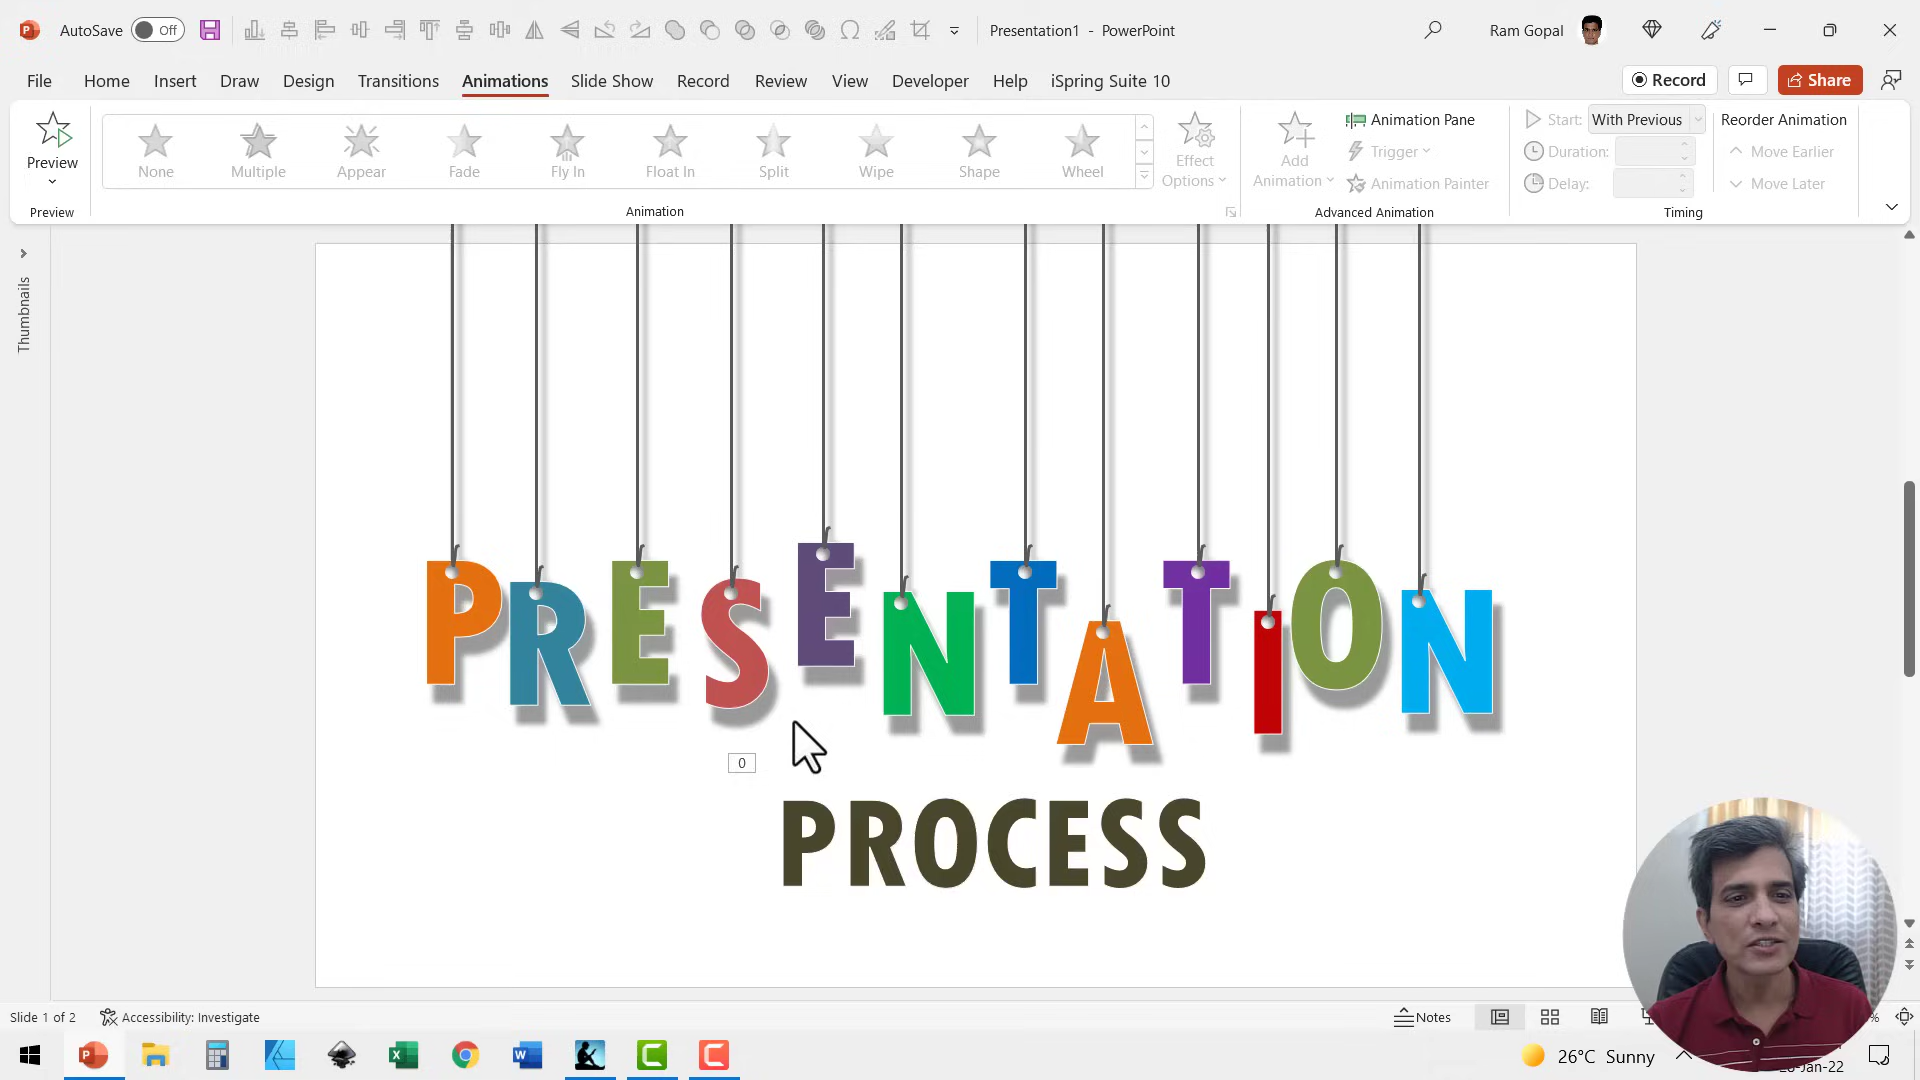 AutoSave Off Presentation1 - PowerPoint Ram Gopal
File Home Insert Draw Design Transitions Animations Slide Show Record Review View Developer Help iSpring Suite 10 Record Share
Preview
None Multiple Appear Fade Fly In Float In Split Wipe Shape Wheel
Effect Options
Add Animation
Animation Pane
Trigger
Animation Painter
Start: With Previous
Duration:
Delay:
Reorder Animation
Move Earlier
Move Later
Preview Animation Advanced Animation Timing
Thumbnails
PRESENTATION
0
PROCESS
Slide 1 of 2 Accessibility: Investigate Notes %
26°C Sunny